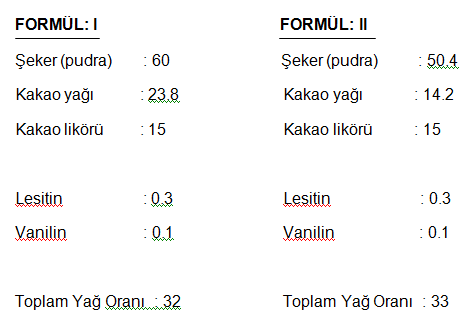 FORMÜL: I
Şeker (pudra) : 60
Kakao yağı : 23.8
Kakao likörü : 15
Lesitin : 0.3
Vanilin : 0.1
Toplam Yağ Oranı : 32
FORMÜL: II
Şeker (pudra) : 50.4
Kakao yağı : 14.2
Kakao likörü : 15
Lesitin : 0.3
Vanilin : 0.1
Toplam Yağ Oranı : 33